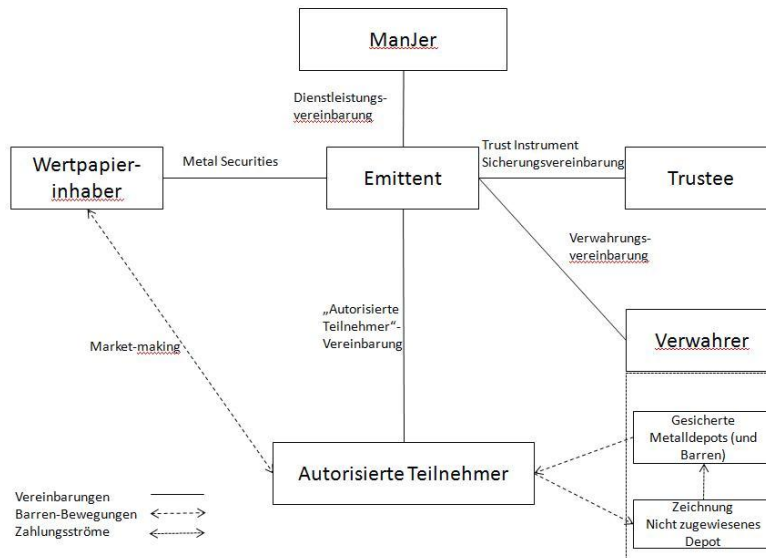 ManJer
Dienstleistungs-
vereinbarung
Wertpapier-
inhaber
Metal Securities
Emittent
Trust Instrument
Sicherungsvereinbarung
Trustee
Verwahrungs-
vereinbarung
„Autorisierte
Teilnehmer“-
Vereinbarung
Market-making
Verwahrer
Gesicherte
Metalldepots (und
Barren)
Autorisierte Teilnehmer
Zeichnung
Nicht zugewiesenes
Depot
Vereinbarungen
Barren-Bewegungen
Zahlungsströme